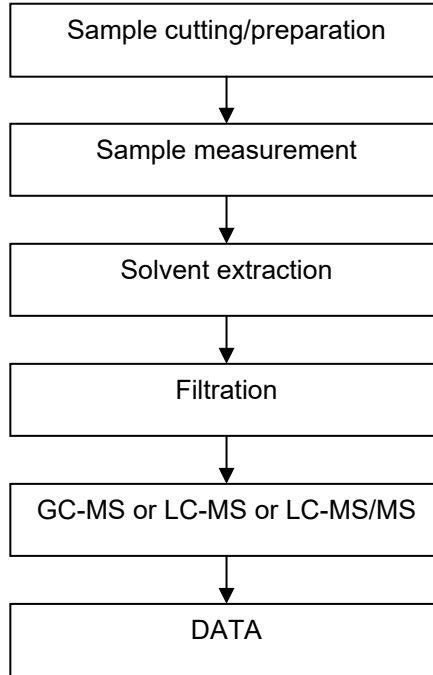 Sample cutting/preparation
Sample measurement
Solvent extraction
Filtration
GC-MS or LC-MS or LC-MS/MS
DATA